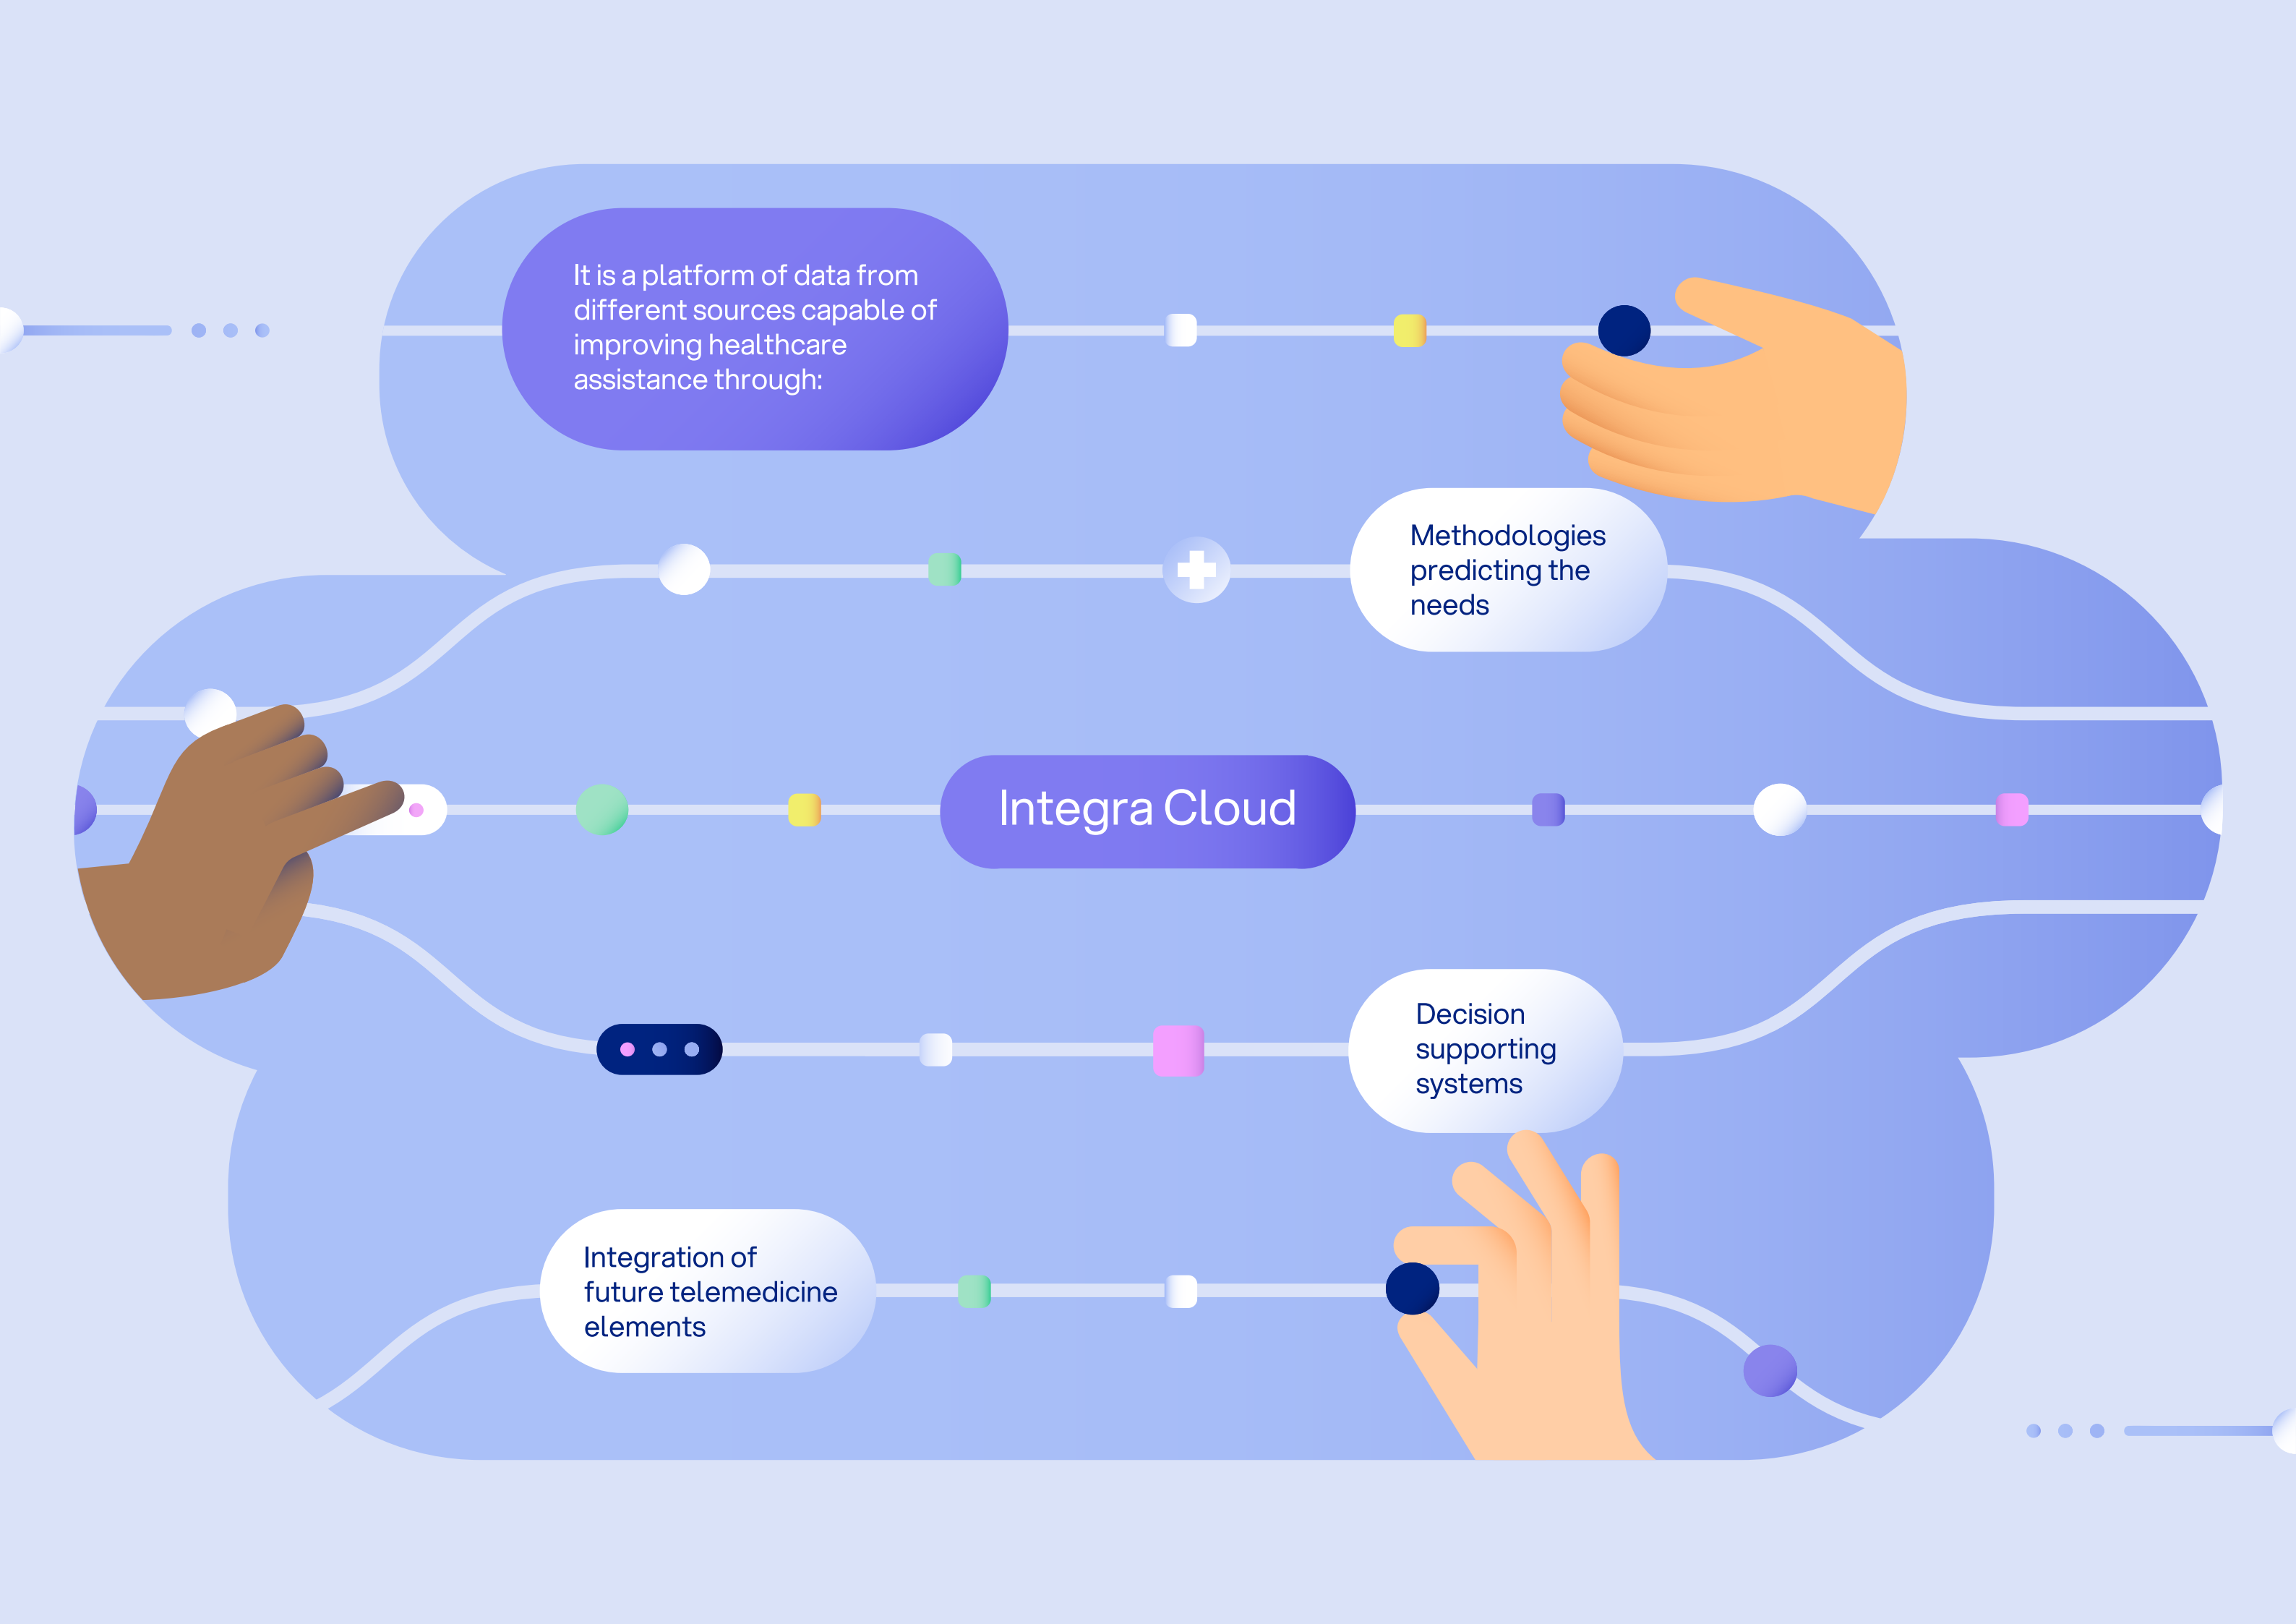 It is a platform of data from
different sources capable of
improving healthcare
assistance through:
Methodologies
predicting the
needs
Integra Cloud
Decision
supporting
systems
Integration of
future telemedicine
elements